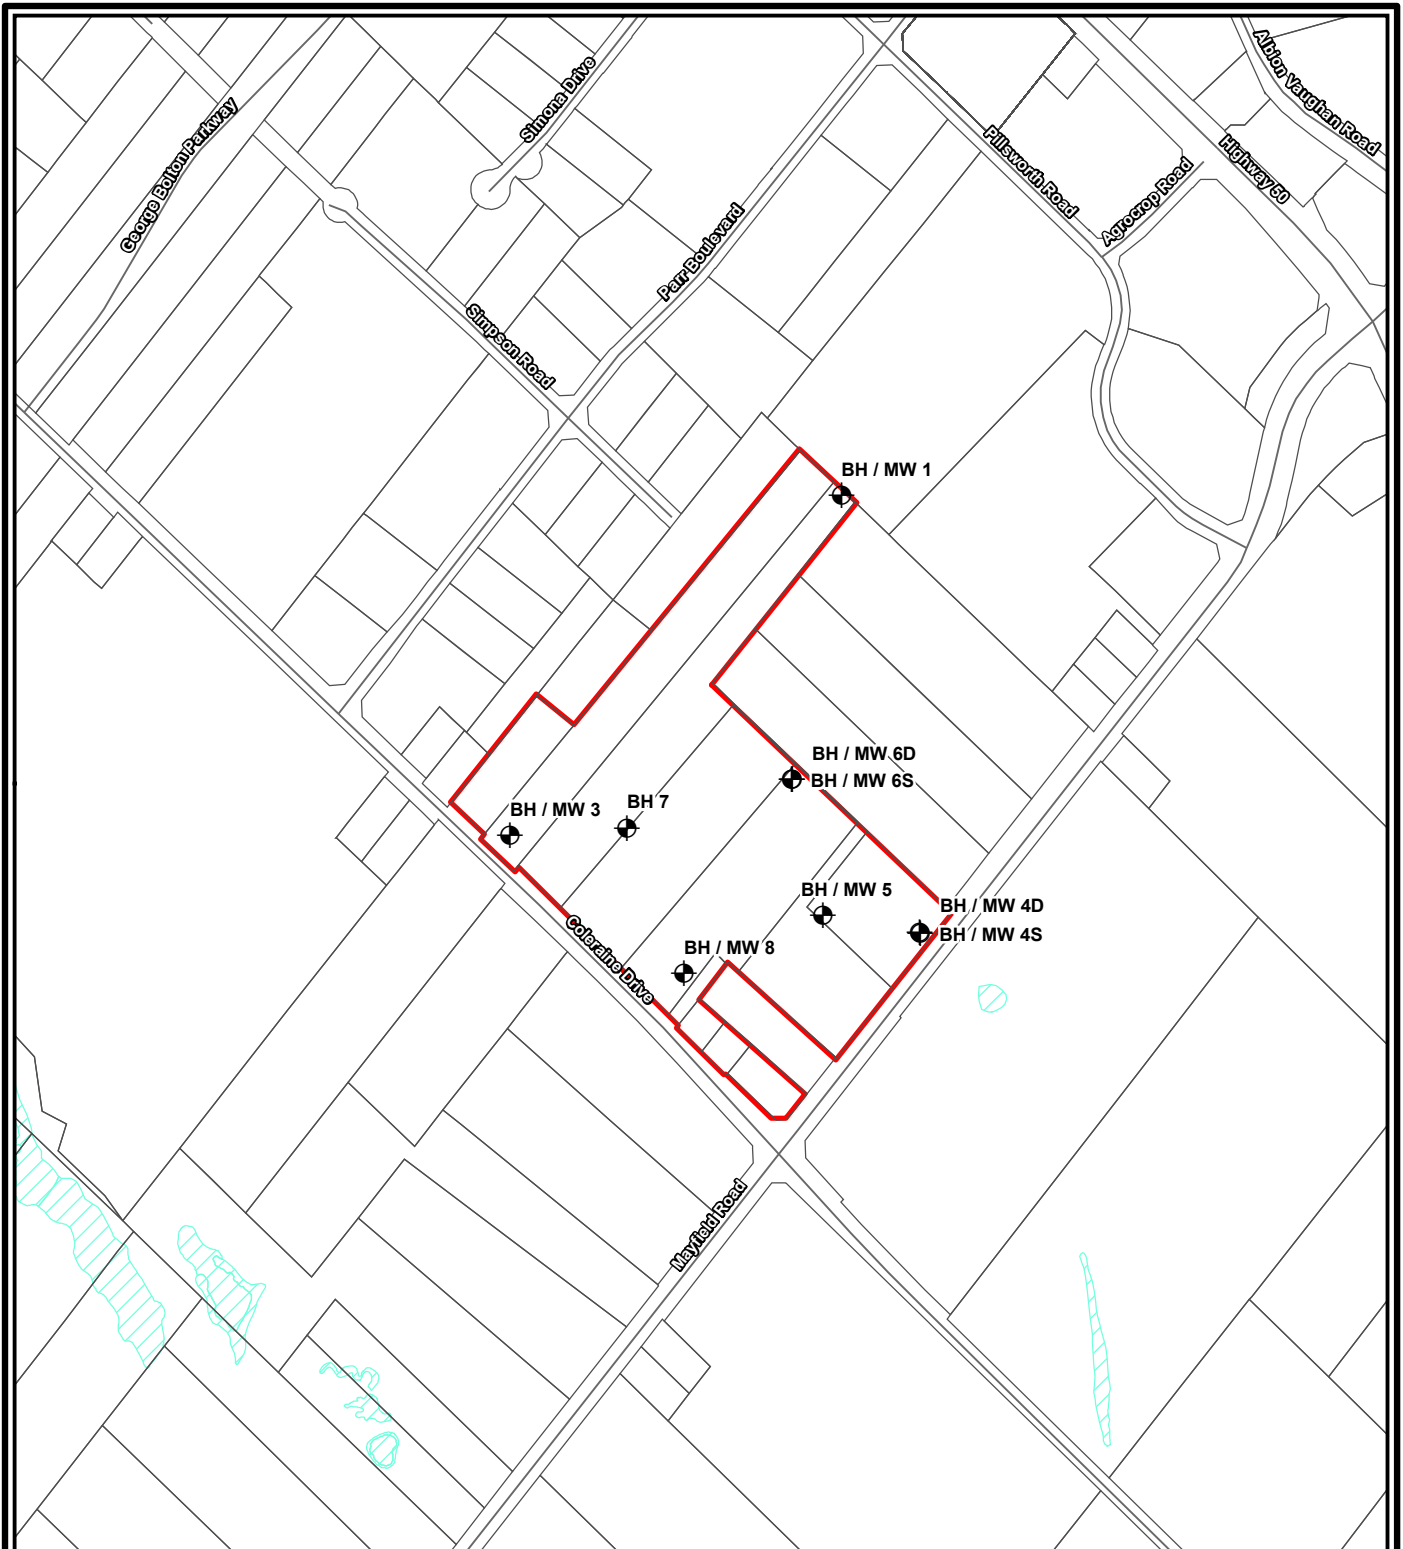 Albion Vaughan Road
Simona Drive
George Bolton Parkway
Pillsworth Road
Highway 50
Agrocrop Road
Parr Boulevard
Simpson Road
BH / MW 1
BH / MW 6D
BH / MW 6S
BH / MW 3
BH 7
BH / MW 5
BH / MW 4D
BH / MW 4S
BH / MW 8
Coleraine Drive
Mayfield Road